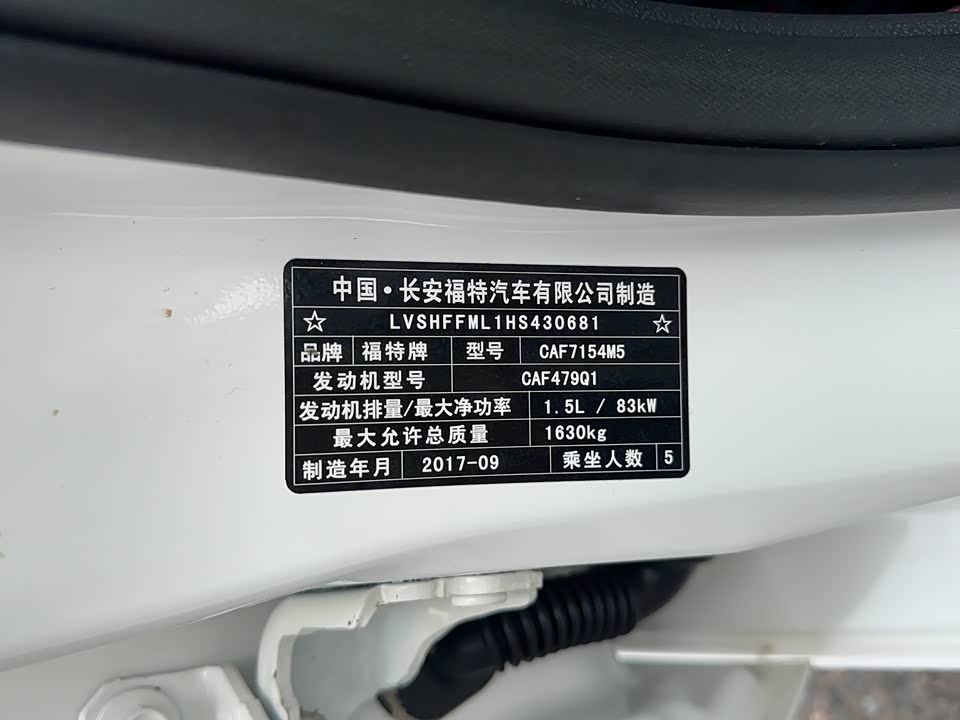 中国·长安福特汽车有限公司制造
☆ LVSHFFML1HS430681 ☆
品牌 福特牌 型号 CAF7154M5
发动机型号 CAF479Q1
发动机排量/最大净功率 1.5L / 83kW
最大允许总质量 1630kg
制造年月 2017-09 乘坐人数 5